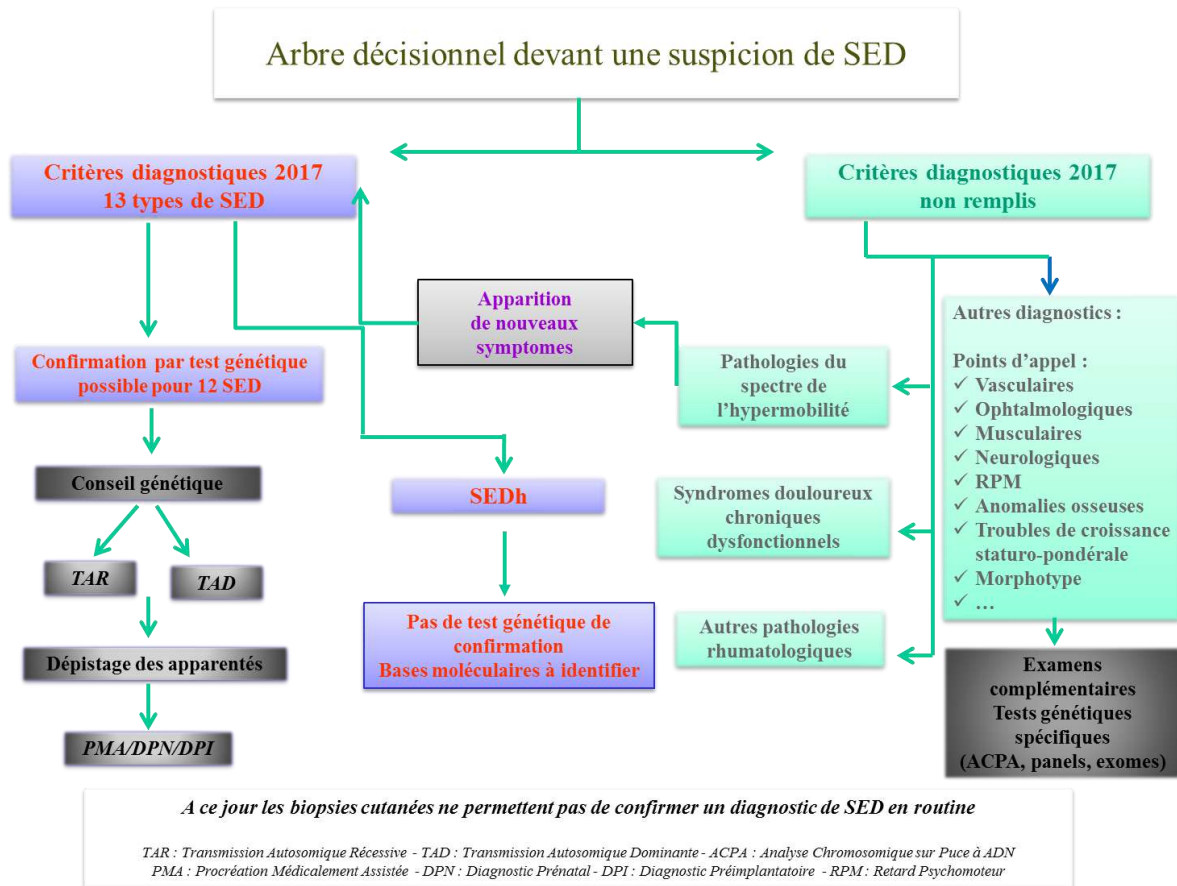 Arbre décisionnel devant une suspicion de SED
Critères diagnostiques 2017
13 types de SED
Critères diagnostiques 2017
non remplis
Apparition
de nouveaux
symptomes
Autres diagnostics :
Points d’appel :
✓ Vasculaires
✓ Ophtalmologiques
✓ Musculaires
✓ Neurologiques
✓ RPM
✓ Anomalies osseuses
✓ Troubles de croissance
staturo-pondérale
✓ Morphotype
✓ …
Confirmation par test génétique
possible pour 12 SED
Pathologies du
spectre de
l’hypermobilité
Conseil génétique
SEDh
Syndromes douloureux
chroniques
dysfonctionnels
TAR
TAD
Pas de test génétique de
confirmation
Bases moléculaires à identifier
Autres pathologies
rhumatologiques
Dépistage des apparentés
Examens
complémentaires
Tests génétiques
spécifiques
(ACPA, panels, exomes)
PMA/DPN/DPI
A ce jour les biopsies cutanées ne permettent pas de confirmer un diagnostic de SED en routine
TAR : Transmission Autosomique Récessive - TAD : Transmission Autosomique Dominante - ACPA : Analyse Chromosomique sur Puce à ADN
PMA : Procréation Médicalement Assistée - DPN : Diagnostic Prénatal - DPI : Diagnostic Préimplantatoire - RPM : Retard Psychomoteur